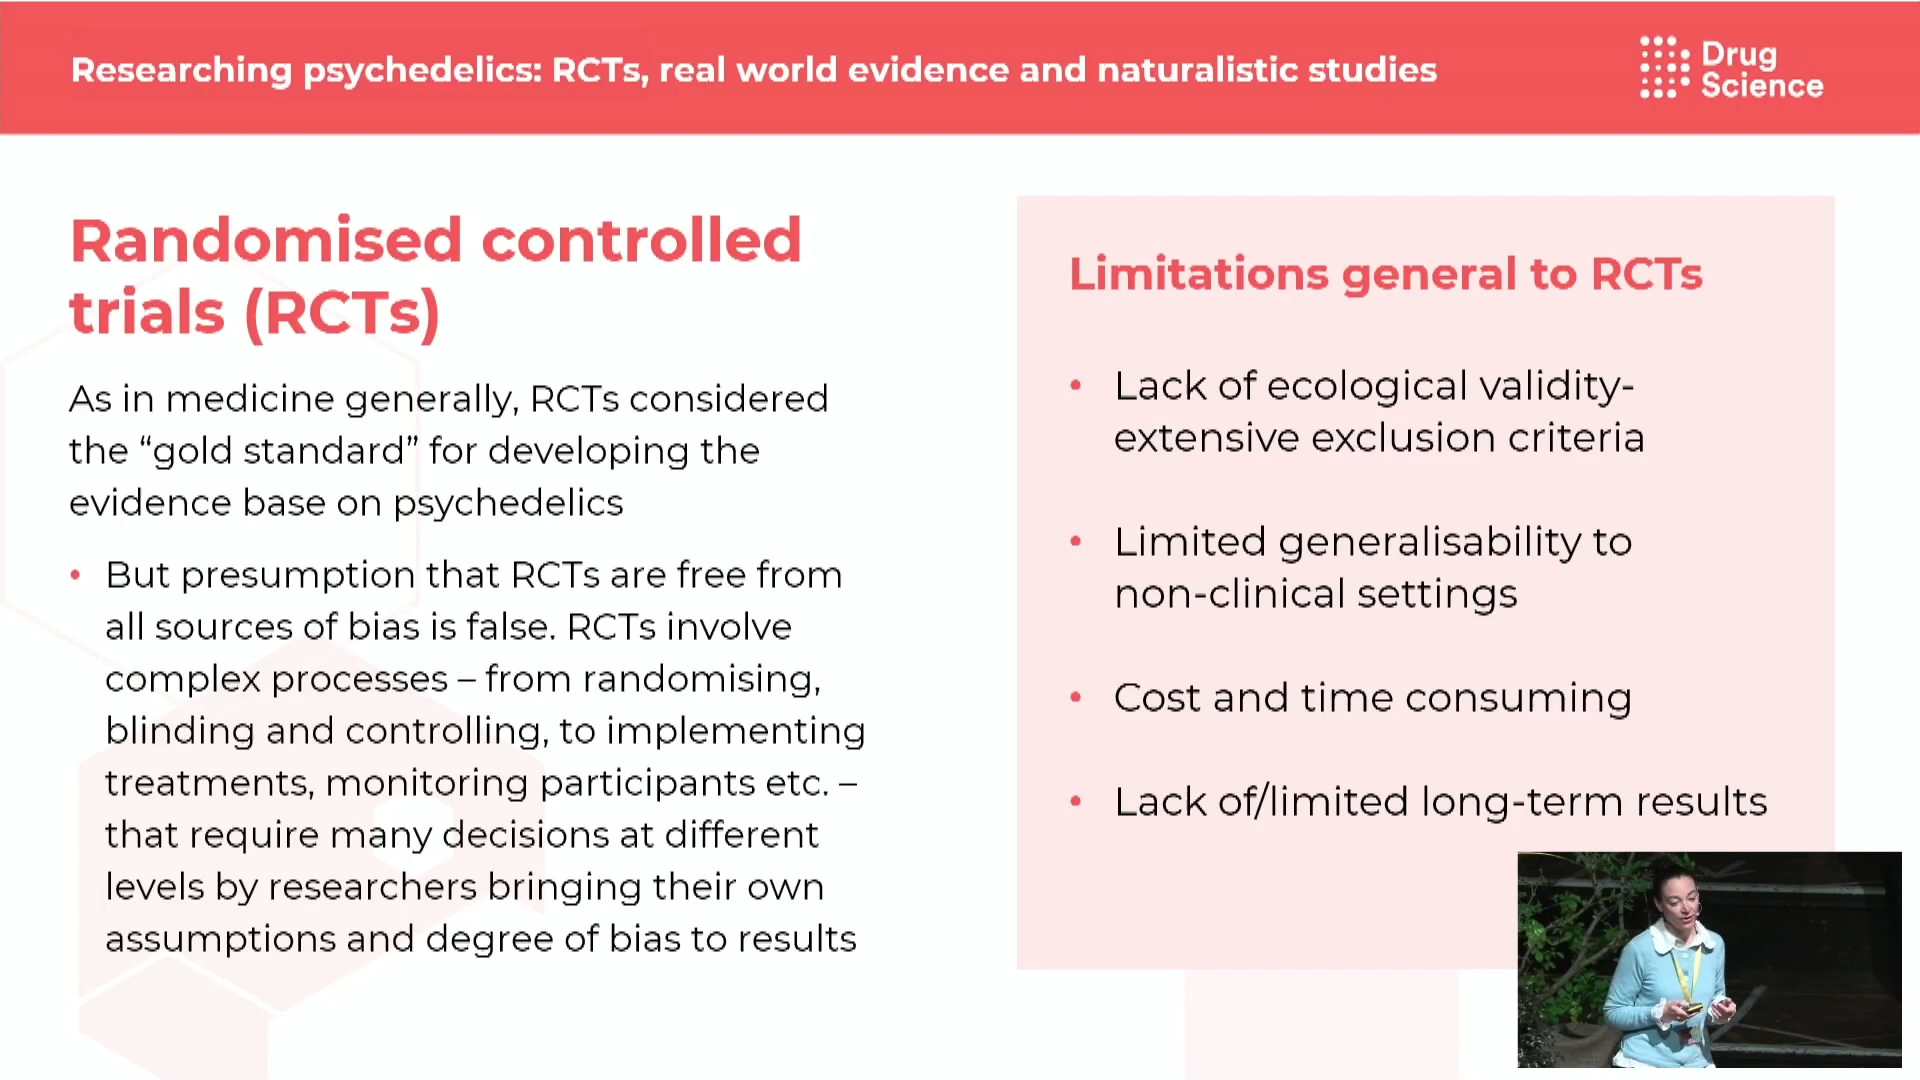 Researching psychedelics: RCTs, real world evidence and naturalistic studies
Drug
Science
Randomised controlled
trials (RCTs)
As in medicine generally, RCTs considered
the “gold standard” for developing the
evidence base on psychedelics
• But presumption that RCTs are free from
all sources of bias is false. RCTs involve
complex processes – from randomising,
blinding and controlling, to implementing
treatments, monitoring participants etc. –
that require many decisions at different
levels by researchers bringing their own
assumptions and degree of bias to results
Limitations general to RCTs
• Lack of ecological validity-
extensive exclusion criteria
• Limited generalisability to
non-clinical settings
• Cost and time consuming
• Lack of/limited long-term results